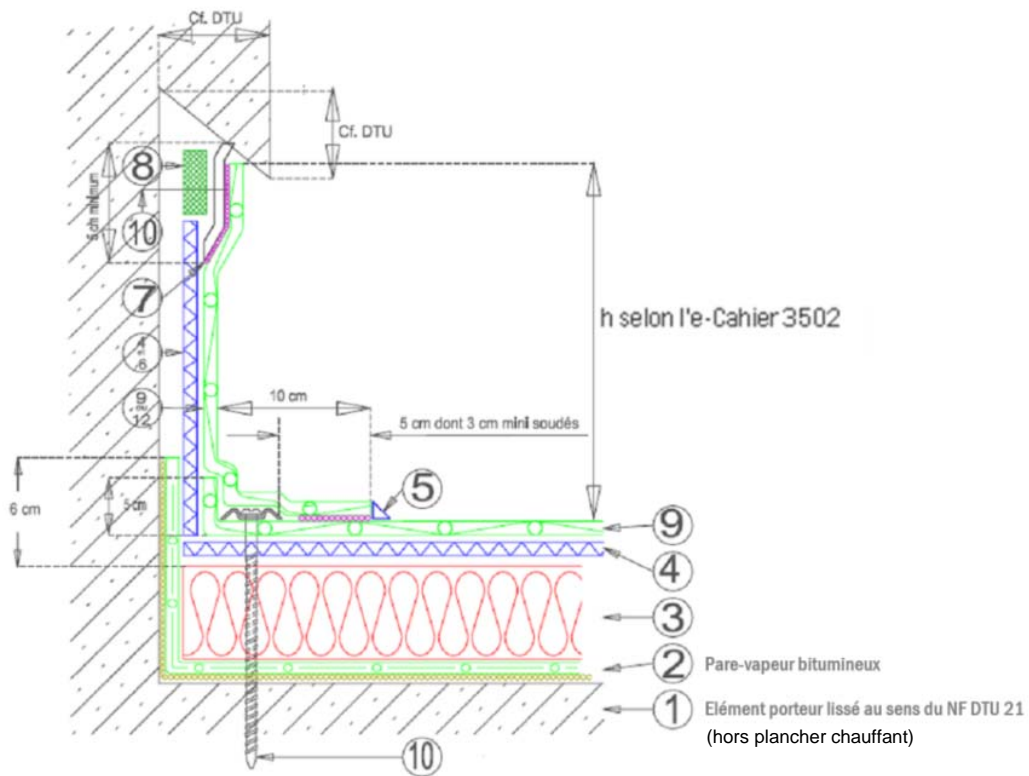 Cf. DTU
Cf. DTU
8
5 cm minimum
10
7
h selon l'e-Cahier 3502
4
6
9
12
10 cm
5 cm dont 3 cm mini soudés
5
6 cm
5 cm
9
4
3
2 Pare-vapeur bitumineux
1 Elément porteur lissé au sens du NF DTU 21
(hors plancher chauffant)
10